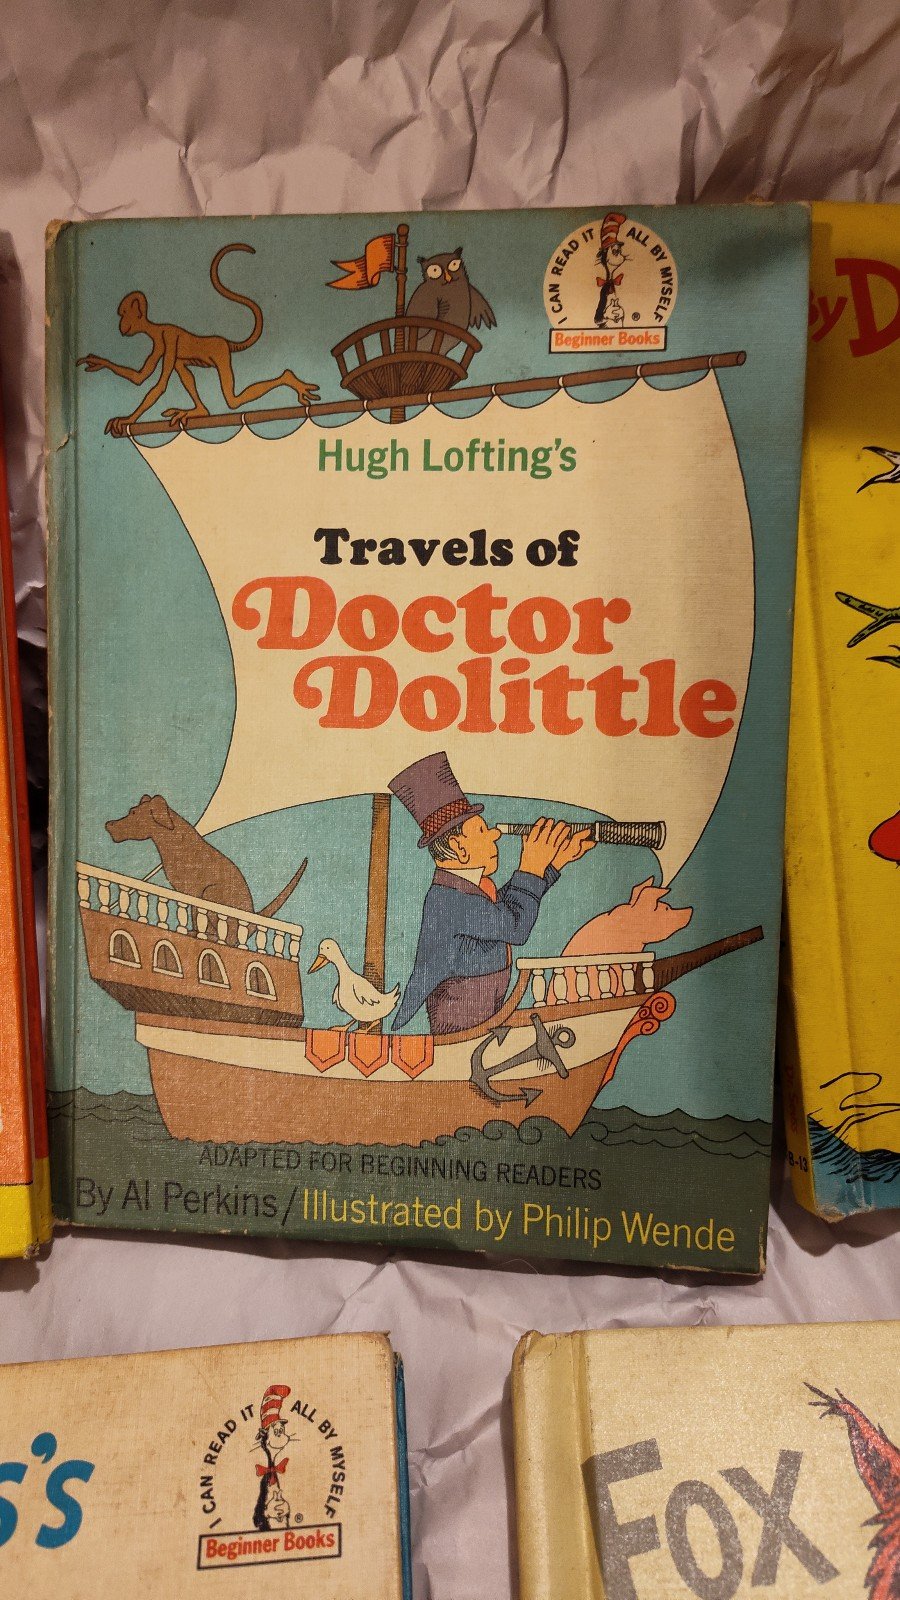 I CAN READ IT ALL BY MYSELF
®
Beginner Books
Hugh Lofting's
Travels of
Doctor
Dolittle
ADAPTED FOR BEGINNING READERS
By Al Perkins/Illustrated by Philip Wende
B-13
's
I CAN READ IT ALL BY MYSELF
®
Beginner Books
FOX